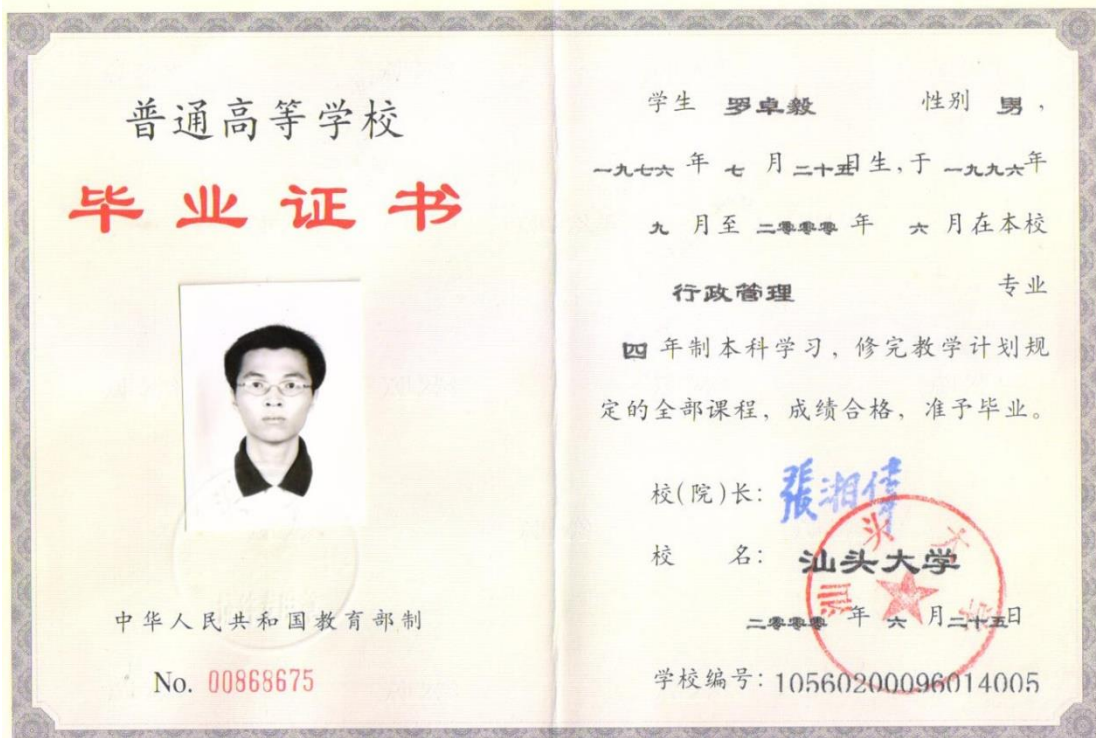 普通高等学校
毕业证书
中华人民共和国教育部制
No. 00868675
学生 罗卓毅 性别 男，
一九七六 年 七 月 二十五日生，于 一九九六年
九 月至 二零零零 年 六 月在本校
行政管理 专业
四 年制本科学习，修完教学计划规
定的全部课程，成绩合格，准予毕业。
校(院)长： 張湘偉
校 名： 汕头大学
汕头大学
二零零零 年 六 月二十五日
学校编号：10560200096014005